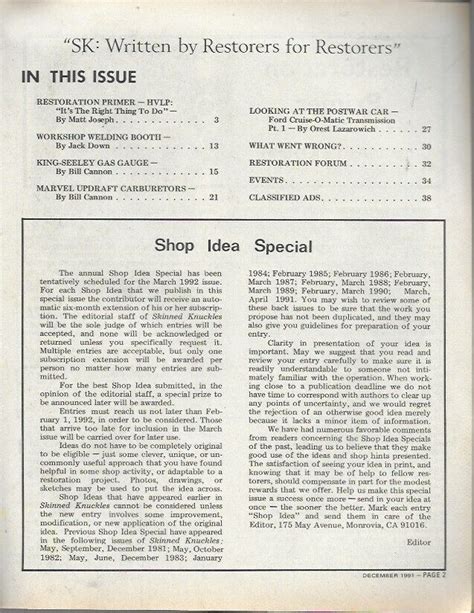 "SK: Written by Restorers for Restorers"
IN THIS ISSUE
RESTORATION PRIMER — HVLP:
"It's The Right Thing To Do" —
By Matt Joseph 3
WORKSHOP WELDING BOOTH —
By Jack Down 13
KING-SEELEY GAS GAUGE —
By Bill Cannon 15
MARVEL UPDRAFT CARBURETORS —
By Bill Cannon 21
LOOKING AT THE POSTWAR CAR —
Ford Cruise-O-Matic Transmission
Pt. 1 — By Orest Lazarowich 27
WHAT WENT WRONG? 30
RESTORATION FORUM 32
EVENTS 34
CLASSIFIED ADS 38
Shop Idea Special
The annual Shop Idea Special has been
tentatively scheduled for the March 1992 issue.
For each Shop Idea that we publish in this
special issue the contributor will receive an auto-
matic six-month extension of his or her subscrip-
tion. The editorial staff of Skinned Knuckles
will be the sole judge of which entries will be
accepted, and none will be acknowledged or
returned unless you specifically request it.
Multiple entries are acceptable, but only one
subscription extension will be awarded per
person no matter how many entries are sub-
mitted.
For the best Shop Idea submitted, in the
opinion of the editorial staff, a special prize to
be announced later will be awarded.
Entries must reach us not later than Feb-
ruary 1, 1992, in order to be considered. Those
that arrive too late for inclusion in the March
issue will be carried over for later use.
Ideas do not have to be completely original
to be eligible — just some clever, unique, or un-
commonly useful approach that you have found
helpful in some shop activity, or adaptable to a
restoration project. Photos, drawings, or
sketches may be used to put the idea across.
Shop Ideas that have appeared earlier in
Skinned Knuckles cannot be considered unless
the new entry involves some improvement,
modification, or new application of the original
idea. Previous Shop Idea Special have appeared
in the following issues of Skinned Knuckles:
May, September, December 1981; May, October
1982; May, June, December 1983; January
1984; February 1985; February 1986; February,
March 1987; February, March 1988; February,
March 1989; February, March 1990; March,
April 1991. You may wish to review some of
these back issues to be sure that the work you
propose has not been duplicated, and they may
also give you guidelines for preparation of your
entry.
Clarity in presentation of your idea is
important. May we suggest that you read and
review your entry carefully to make sure it is
readily understandable to someone not inti-
mately familiar with the operation. When work-
ing close to a publication deadline we do not
have time to correspond with authors to clear up
any points of uncertainty, and we would regret
the rejection of an otherwise good idea merely
because it lacks a minor item of information.
We have had numerous favorable comments
from readers concerning the Shop Idea Specials
of the past, leading us to believe that they make
good use of the ideas and shop hints presented.
The satisfaction of seeing your idea in print, and
knowing that it may be of help to fellow resto-
rers, should compensate in part for the modest
rewards that we offer. Help us make this special
issue a success once more — send in your idea at
once — the sooner the better. Mark each entry
"Shop Idea" and send them in care of the
Editor, 175 May Avenue, Monrovia, CA 91016.
Editor
DECEMBER 1991 — PAGE 2